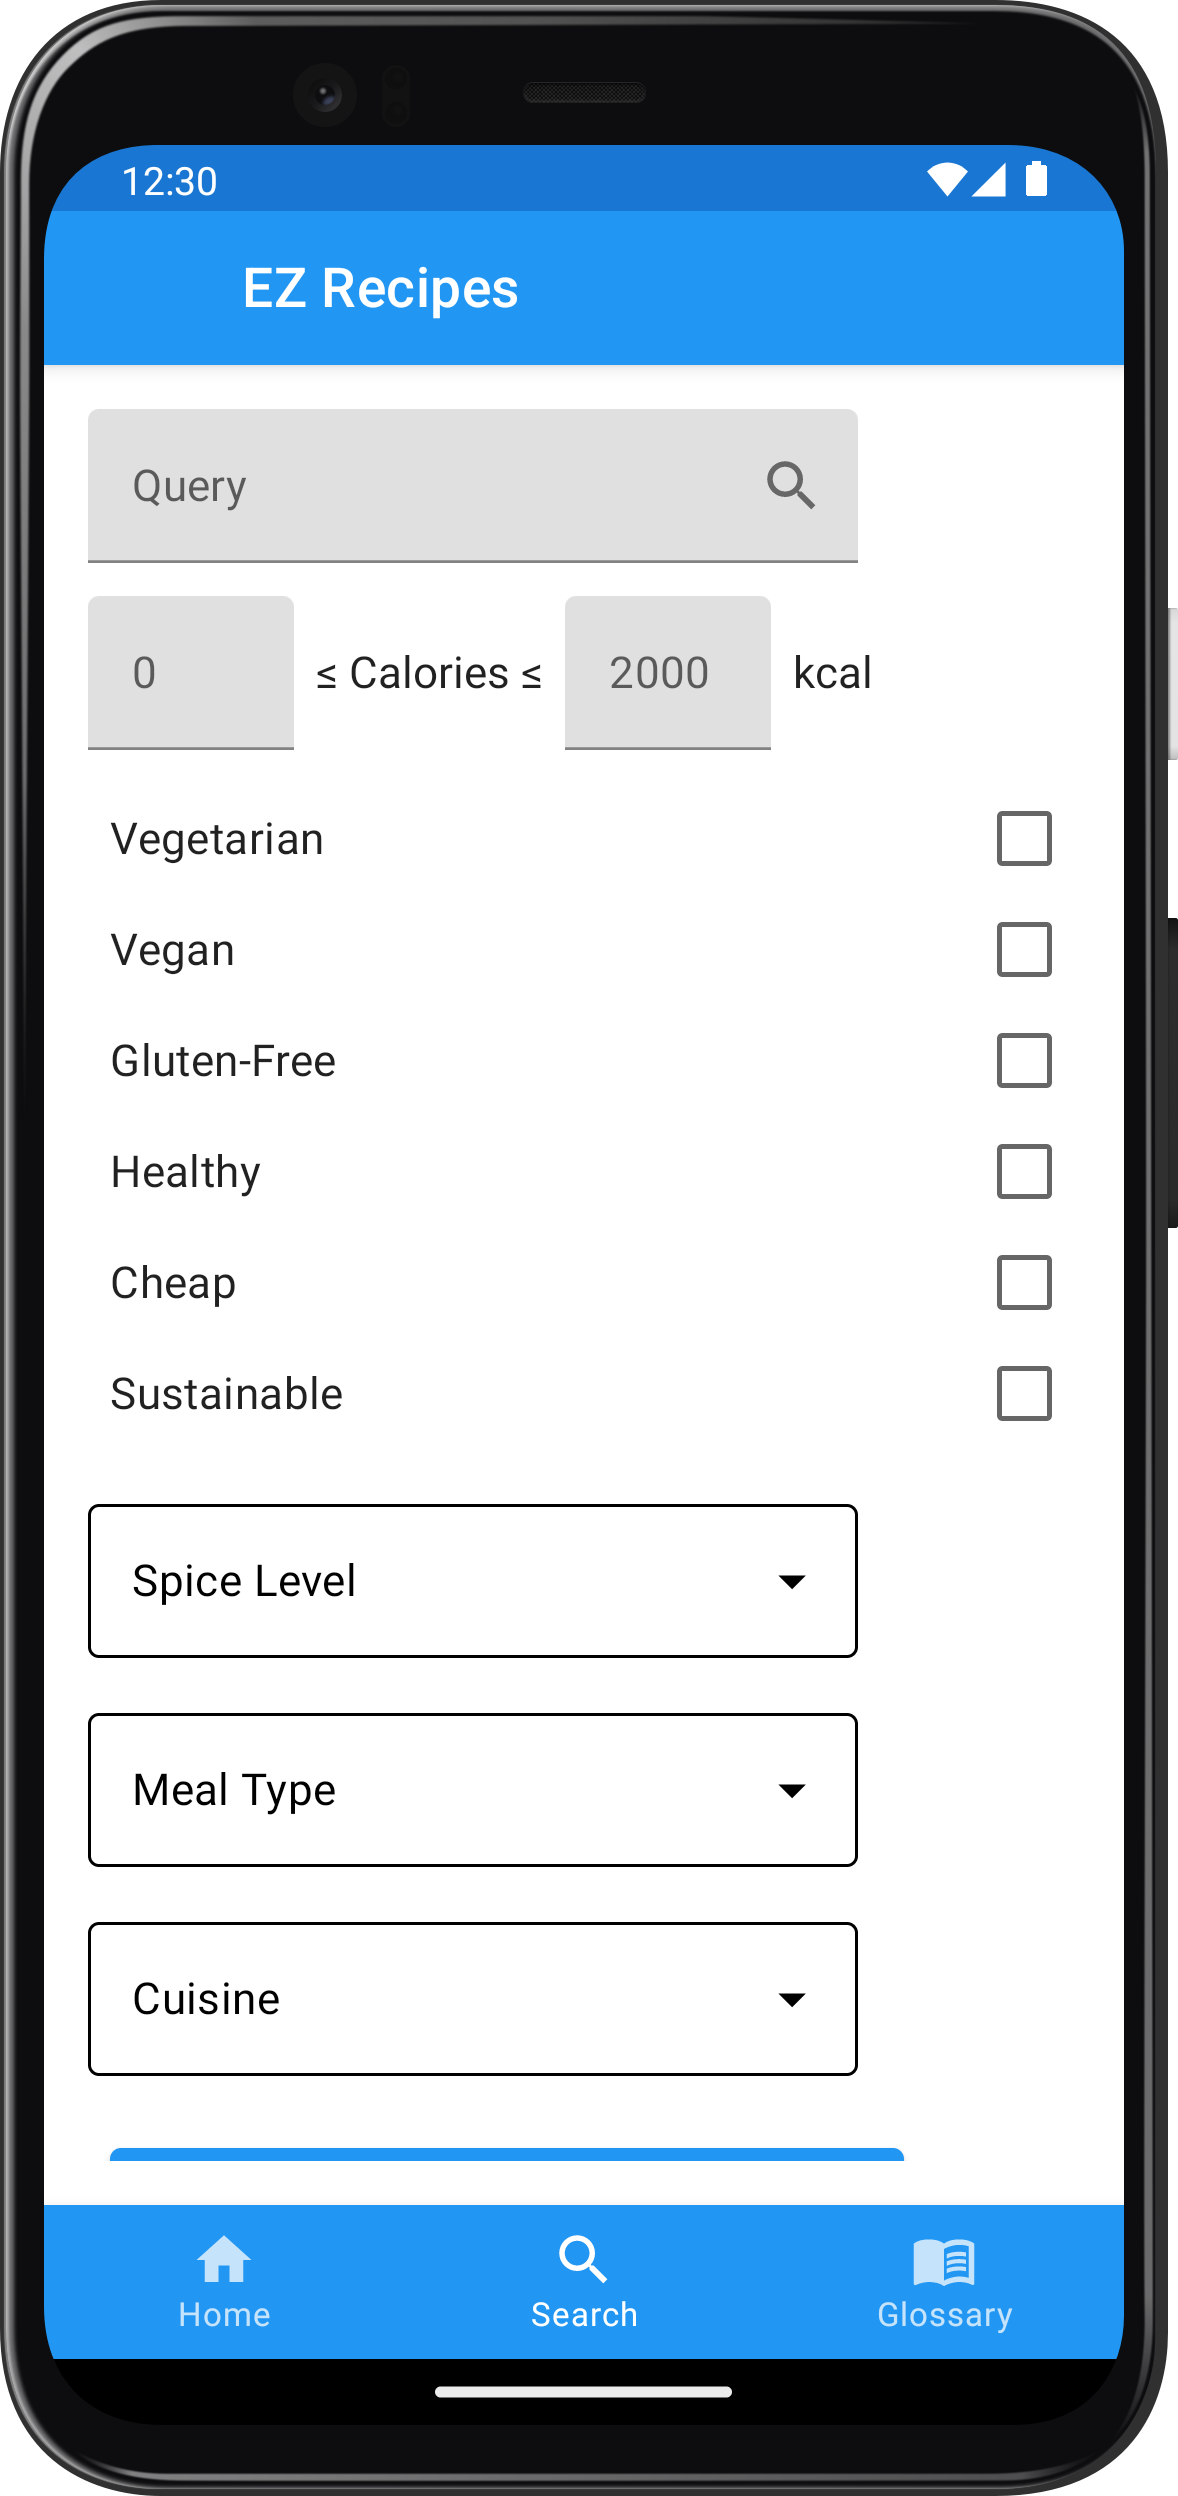 12:30
EZ Recipes
Query
0 ≤ Calories ≤ 2000 kcal
Vegetarian
Vegan
Gluten-Free
Healthy
Cheap
Sustainable
Spice Level
Meal Type
Cuisine
Home Search Glossary